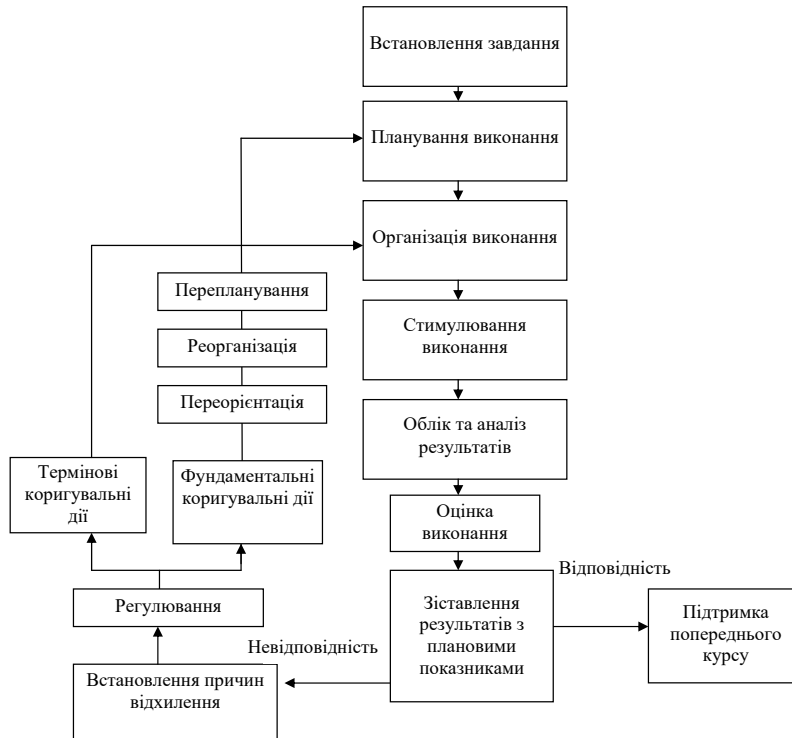 Встановлення завдання
Планування виконання
Організація виконання
Перепланування
Стимулювання
виконання
Реорганізація
Переорієнтація
Облік та аналіз
результатів
Термінові
коригувальні
дії
Фундаментальні
коригувальні дії
Оцінка
виконання
Відповідність
Регулювання
Зіставлення
результатів з
плановими
показниками
Підтримка
попереднього
курсу
Невідповідність
Встановлення причин
відхилення